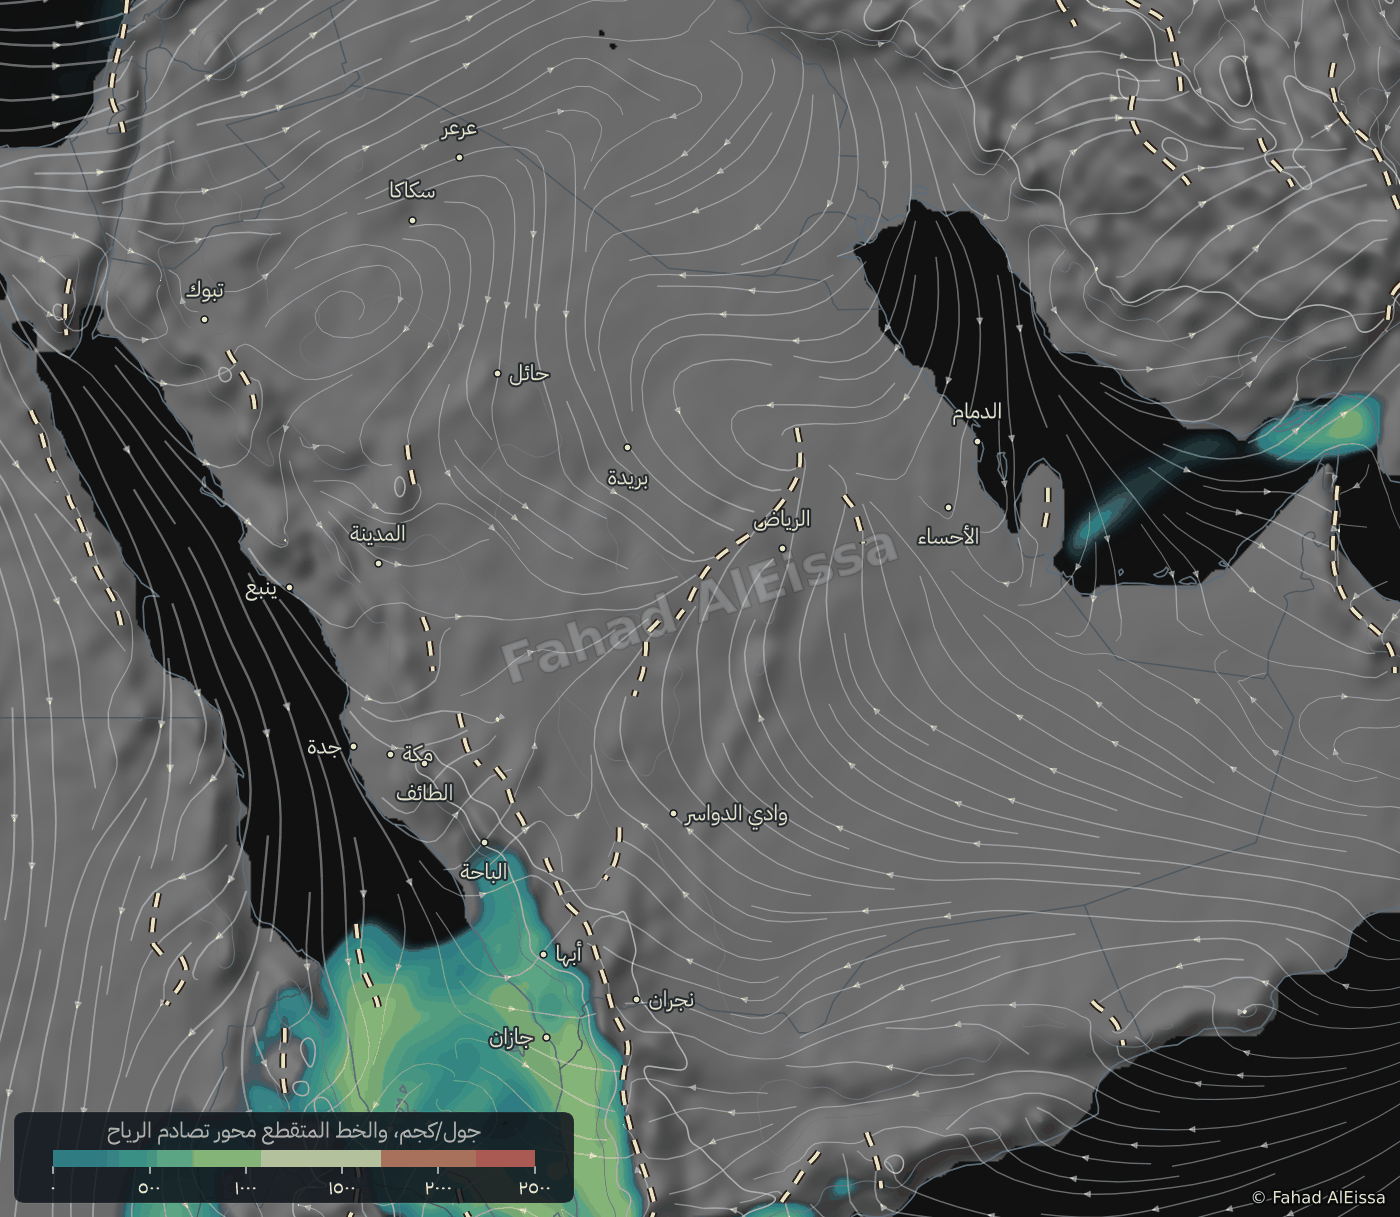 عرعر
سكاكا
تبوك
حائل
الدمام
بريدة
الرياض
الأحساء
المدينة
ينبع
Fahad AlEissa
جدة
مكة
الطائف
وادي الدواسر
الباحة
أبها
نجران
جازان
جول/كجم، والخط المتقطع محور تصادم الرياح
٠ ٥٠٠ ١٠٠٠ ١٥٠٠ ٢٠٠٠ ٢٥٠٠
© Fahad AlEissa